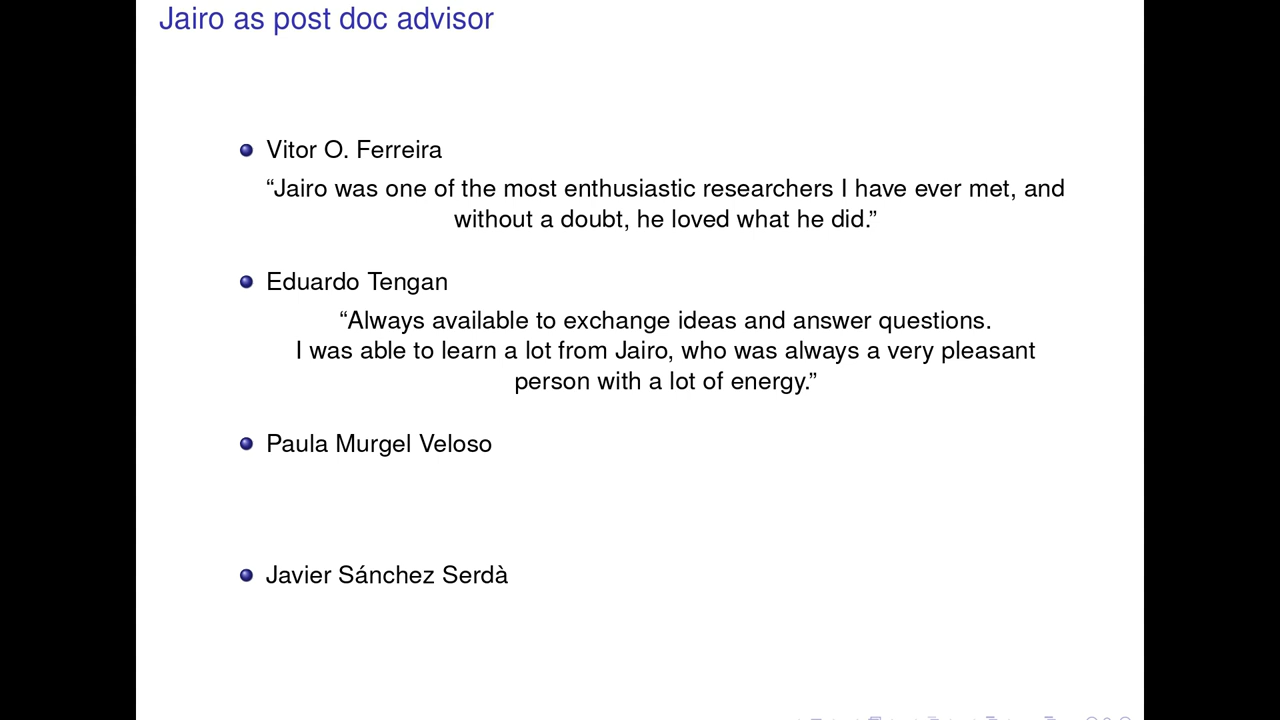 Jairo as post doc advisor
Vitor O. Ferreira
“Jairo was one of the most enthusiastic researchers I have ever met, and
without a doubt, he loved what he did.”
Eduardo Tengan
“Always available to exchange ideas and answer questions.
I was able to learn a lot from Jairo, who was always a very pleasant
person with a lot of energy.”
Paula Murgel Veloso
Javier Sánchez Serdà